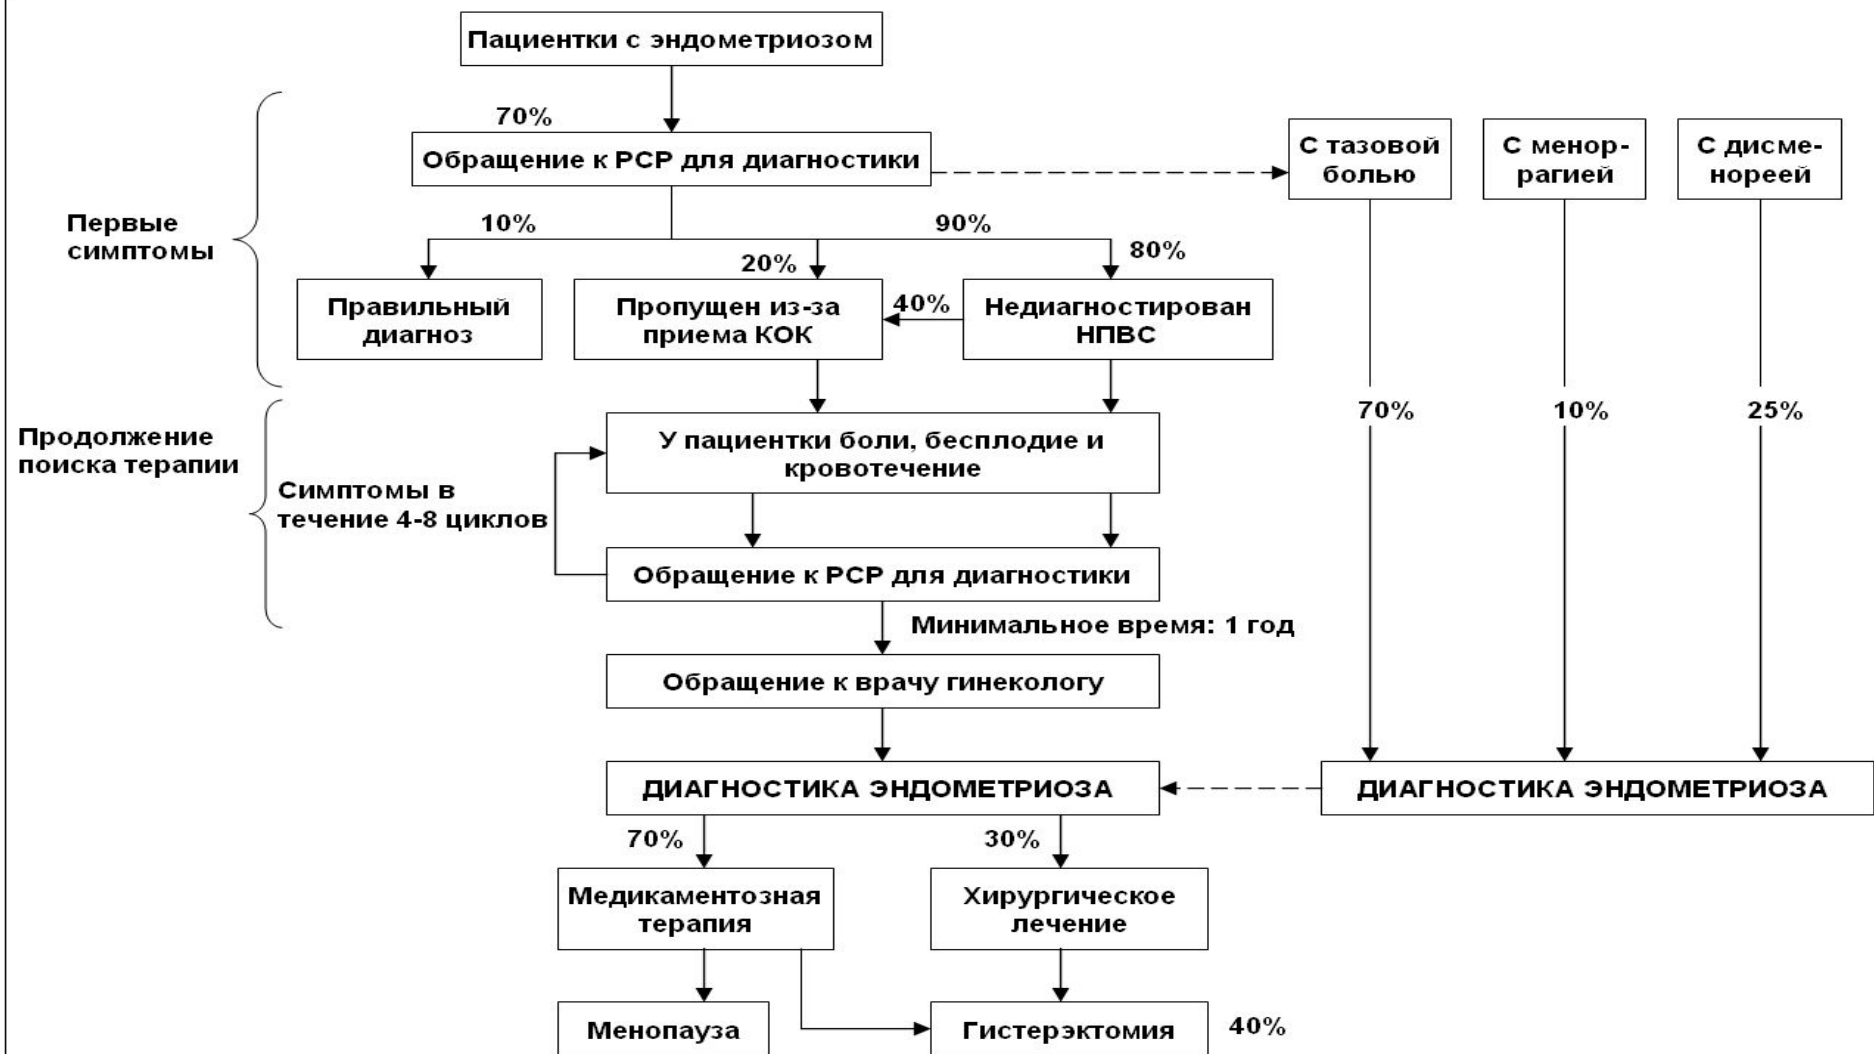 Пациентки с эндометриозом
70%
Обращение к РСР для диагностики
С тазовой
болью
С менор-
рагией
С дисме-
нореей
Первые
симптомы
10%
90%
20%
80%
Правильный
диагноз
Пропущен из-за
приема КОК
40%
Недиагностирован
НПВС
70%
10%
25%
Продолжение
поиска терапии
У пациентки боли, бесплодие и
кровотечение
Симптомы в
течение 4-8 циклов
Обращение к РСР для диагностики
Минимальное время: 1 год
Обращение к врачу гинекологу
ДИАГНОСТИКА ЭНДОМЕТРИОЗА
ДИАГНОСТИКА ЭНДОМЕТРИОЗА
70%
30%
Медикаментозная
терапия
Хирургическое
лечение
Менопауза
Гистерэктомия
40%